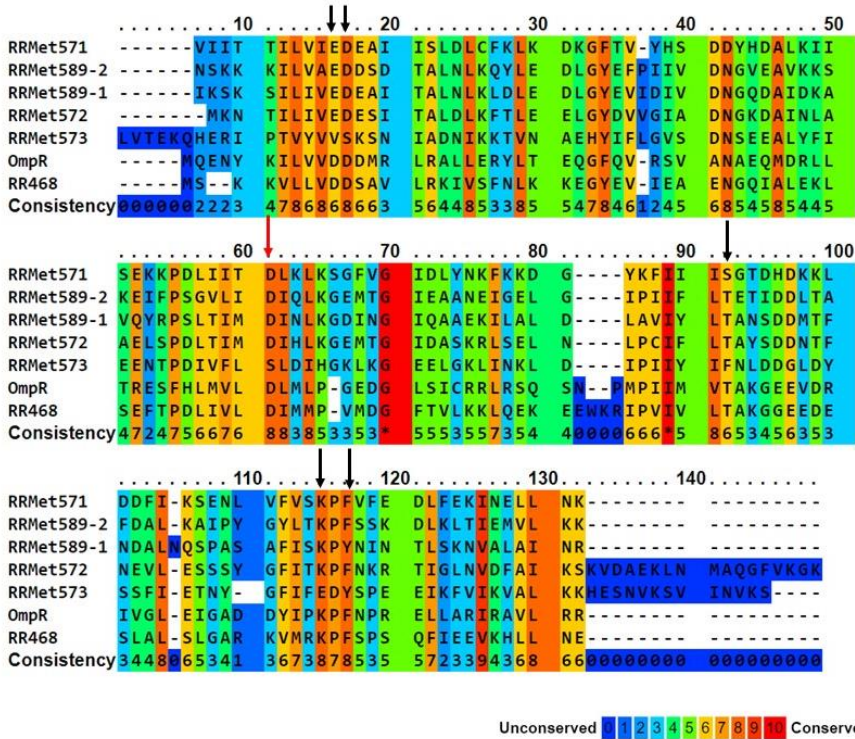 . . . . . . . . . 10 . . . . . . . . . 20 . . . . . . . . . 30 . . . . . . . . . 40 . . . . . . . . . 50
RRMet571 ------VIIT TILVIEDEAI ISLDLCFKLK DKGFTV-YHS DDYHDALKII
RRMet589-2 ------NSKK KILVAEDDSD TALNLKQYLE DLGYEFPIIV DNGVEAVKKS
RRMet589-1 ------IKSK SILIVEDEAI TALNLKLDLE DLGYEVIDIV DNGQDAIDKA
RRMet572 -------MKN TILIVEDESI TALDLKFILE DLGYDVVGIA DNGKDAINLA
RRMet573 LVTEKQHERI PTVYVVSKSN IADNIKKTVN AEHYIFLGVS DNSEEALYFI
OmpR -----MQENY KILVVDDDMR LRALLERYLT EQGFQV-RSV ANAEQMDRLL
RR468 -----MS--K KVLLVDDSAV LRKIVSFNLK KEGYEV-IEA ENGQIALEKL
Consistency 0000002223 4786868663 5644853385 5478461245 6854585445
. . . . . . . . . 60 . . . . . . . . . 70 . . . . . . . . . 80 . . . . . . . . . 90 . . . . . . . . . 100
RRMet571 SEKKPDLIIT DLKLKSGFVG IDLYNKFKKD G----YKFII ISGTDHDKKL
RRMet589-2 KEIFPSGVLI DIQLKGEMTG IEAANEIGEL G----IPIIF LTETIDDLTA
RRMet589-1 VQYRPSLTIM DINLKGDING IQAAEKILAL D----LAVIY LTANSDDMTF
RRMet572 AELSPDLTIM DIHLKGEMTG IDASKRLSEL N----LPCIF LTAYSDDNTF
RRMet573 EENTPDIVFL SLDIHGKLKG EELGKLINKL D----IPIIY IFNLDDGLDY
OmpR TRESFHLMVL DLMLP-GEDG LSICRRLRSQ SN--PMPIIM VTAKGEEVDR
RR468 SEFTPDLIVL DIMMP-VMDG FTVLKKLQEK EEWKRIPVIV LTAKGGEEDE
Consistency 4724756676 883853353* 5553557354 40000666*5 8653456353
. . . . . . . . . 110 . . . . . . . . . 120 . . . . . . . . . 130 . . . . . . . . . 140 . . . . . . . . .
RRMet571 DDFI-KSENL VFVSKPFVFE DLFEKINELL NK-------- ---------
RRMet589-2 FDAL-KAIPY GYLTKPFSSK DLKLTIEMVL KK-------- ---------
RRMet589-1 NDALNQSPAS AFISKPYNIN TLSKNVALAI NR-------- ---------
RRMet572 NEVL-ESSSY GFITKPFNKR TIGLNVDFAI KSKVDAEKLN MAQGFVKGK
RRMet573 SSFI-ETNY- GFIFEDYSPE EIKFVIKVAI KSKHESNVKSV INVKS----
OmpR IVGL-EIGAD DYIPKPFNPR ELLARIRAVL RR-------- ---------
RR468 SLAL-SLGAR KVMRKPFSPS QFIEEVKHLL NE-------- ---------
Consistency 3448065341 3673878535 5723394368 6600000000 000000000
Unconserved 0 1 2 3 4 5 6 7 8 9 10 Conserve